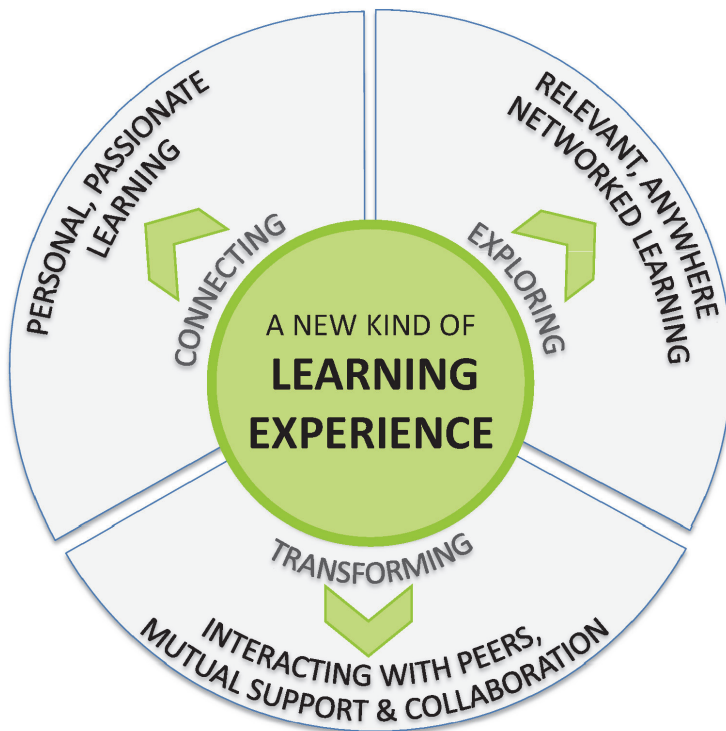 PERSONAL, PASSIONATE
LEARNING
CONNECTING
RELEVANT, ANYWHERE
NETWORKED LEARNING
EXPLORING
A NEW KIND OF
LEARNING
EXPERIENCE
TRANSFORMING
INTERACTING WITH PEERS,
MUTUAL SUPPORT & COLLABORATION